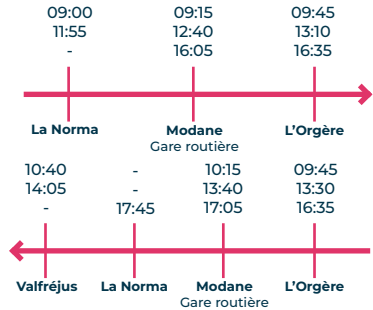 09:00 09:15 09:45
11:55 12:40 13:10
- 16:05 16:35
La Norma Modane L'Orgère
Gare routière
10:40 - 10:15 09:45
14:05 - 13:40 13:30
- 17:45 17:05 16:35
Valfréjus La Norma Modane L'Orgère
Gare routière